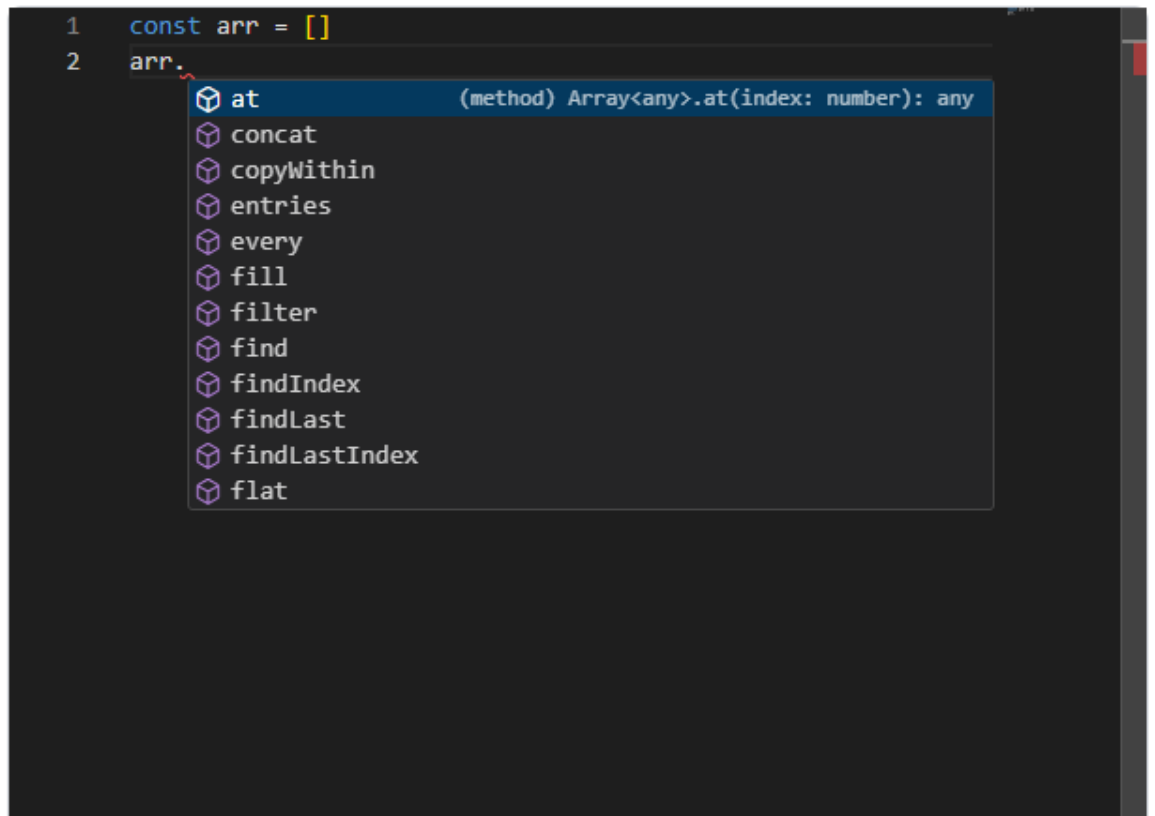 1 const arr = []
2 arr.
at (method) Array<any>.at(index: number): any
concat
copyWithin
entries
every
fill
filter
find
findIndex
findLast
findLastIndex
flat